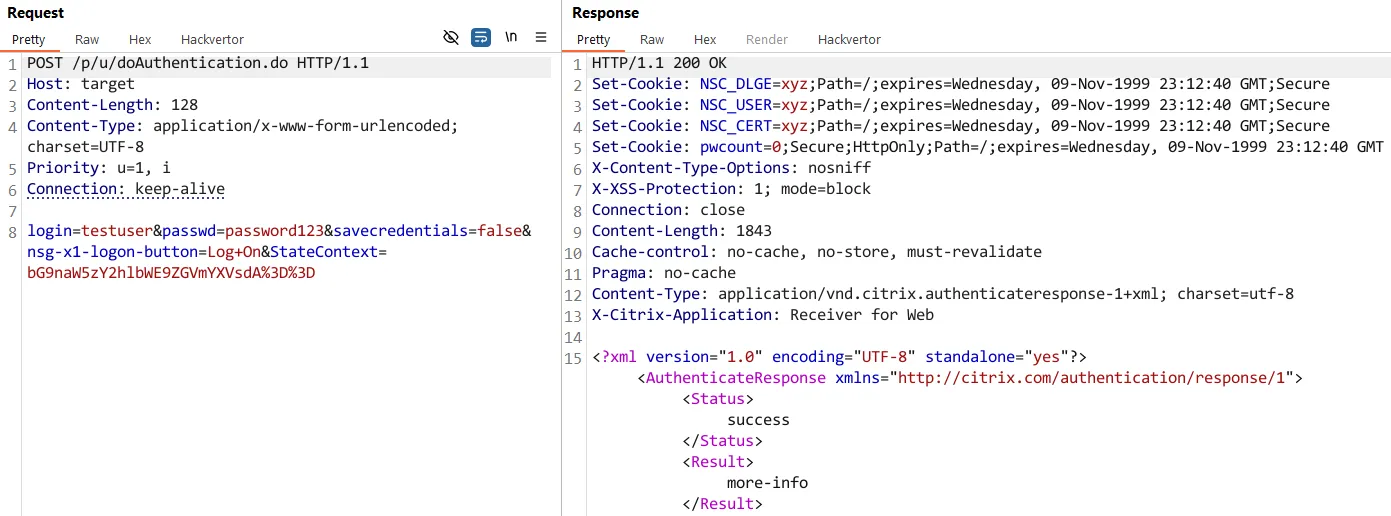 Request
Pretty Raw Hex Hackvertor \n
1 POST /p/u/doAuthentication.do HTTP/1.1
2 Host: target
3 Content-Length: 128
4 Content-Type: application/x-www-form-urlencoded;
charset=UTF-8
5 Priority: u=1, i
6 Connection: keep-alive
7
8 login=testuser&passwd=password123&savecredentials=false&
nsg-x1-logon-button=Log+On&StateContext=
bG9naW5zY2hlbWE9ZGVmYXVsdA%3D%3D
Response
Pretty Raw Hex Render Hackvertor
1 HTTP/1.1 200 OK
2 Set-Cookie: NSC_DLGE=xyz;Path=/;expires=Wednesday, 09-Nov-1999 23:12:40 GMT;Secure
3 Set-Cookie: NSC_USER=xyz;Path=/;expires=Wednesday, 09-Nov-1999 23:12:40 GMT;Secure
4 Set-Cookie: NSC_CERT=xyz;Path=/;expires=Wednesday, 09-Nov-1999 23:12:40 GMT;Secure
5 Set-Cookie: pwcount=0;Secure;HttpOnly;Path=/;expires=Wednesday, 09-Nov-1999 23:12:40 GMT
6 X-Content-Type-Options: nosniff
7 X-XSS-Protection: 1; mode=block
8 Connection: close
9 Content-Length: 1843
10 Cache-control: no-cache, no-store, must-revalidate
11 Pragma: no-cache
12 Content-Type: application/vnd.citrix.authenticateresponse-1+xml; charset=utf-8
13 X-Citrix-Application: Receiver for Web
14
15 <?xml version="1.0" encoding="UTF-8" standalone="yes"?>
<AuthenticateResponse xmlns="http://citrix.com/authentication/response/1">
<Status>
success
</Status>
<Result>
more-info
</Result>